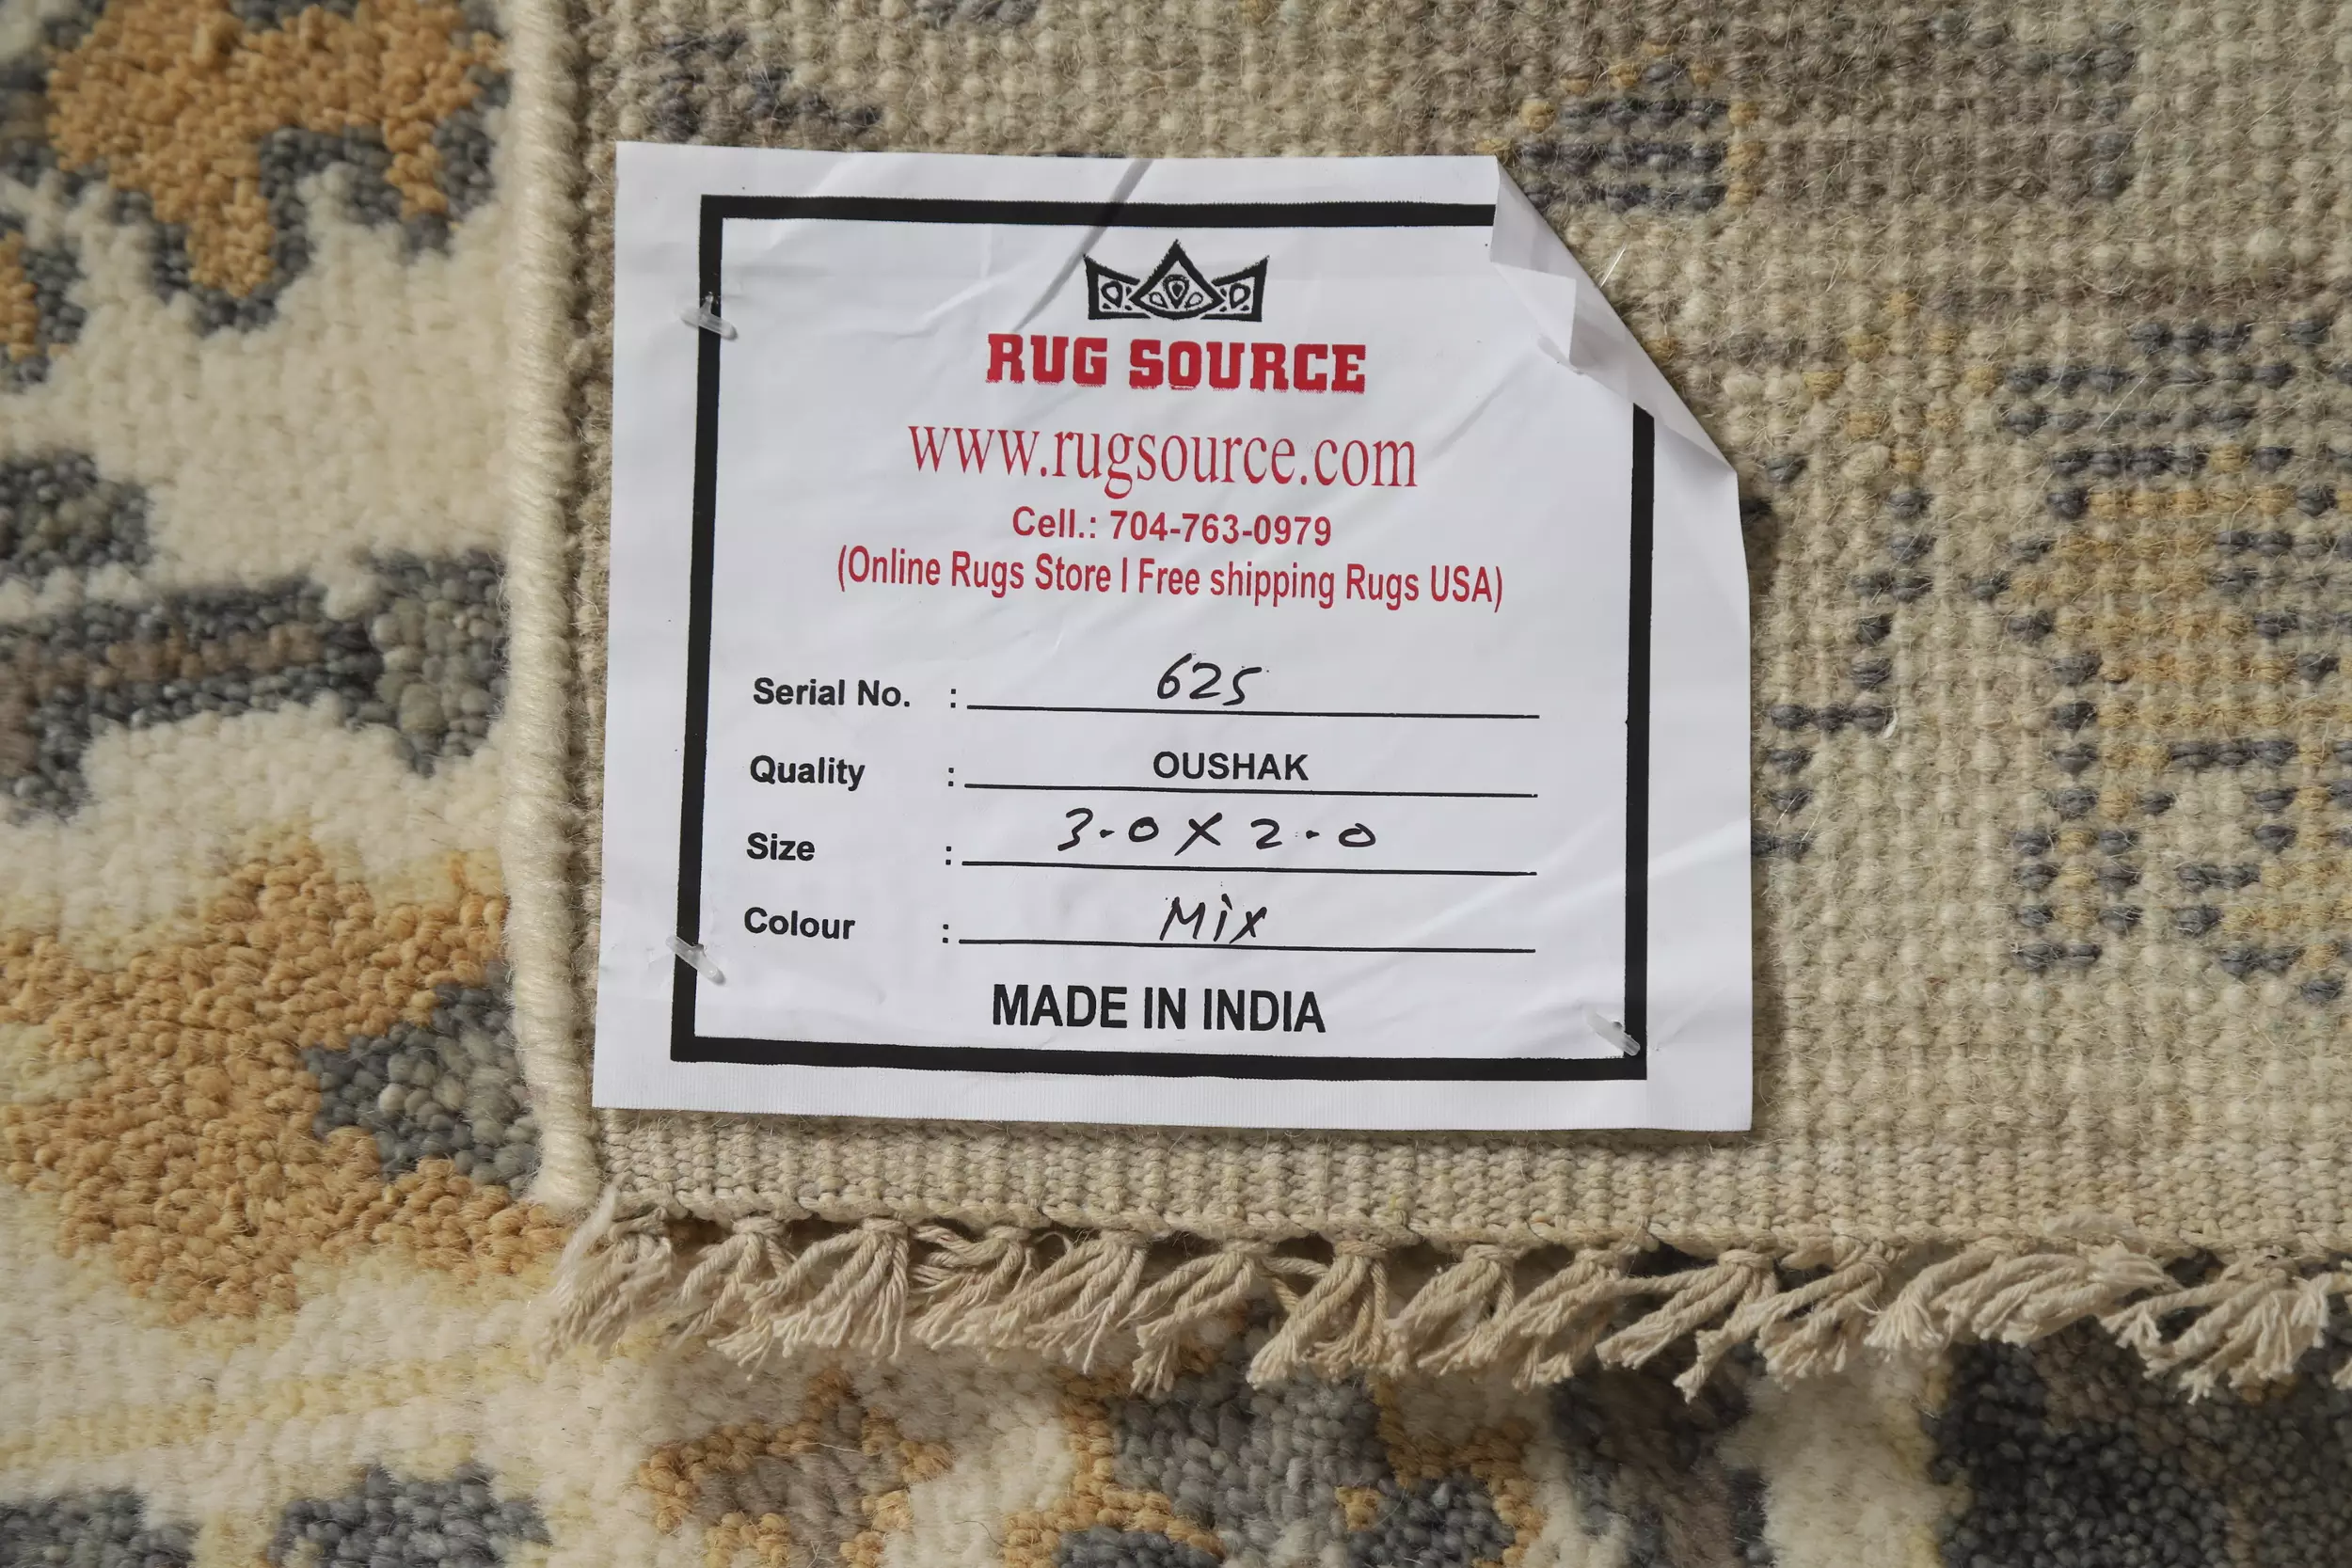 RUG SOURCE
www.rugsource.com
Cell.: 704-763-0979
(Online Rugs Store I Free shipping Rugs USA)
Serial No. : 625
Quality : OUSHAK
Size : 3.0 X 2.0
Colour : Mix
MADE IN INDIA